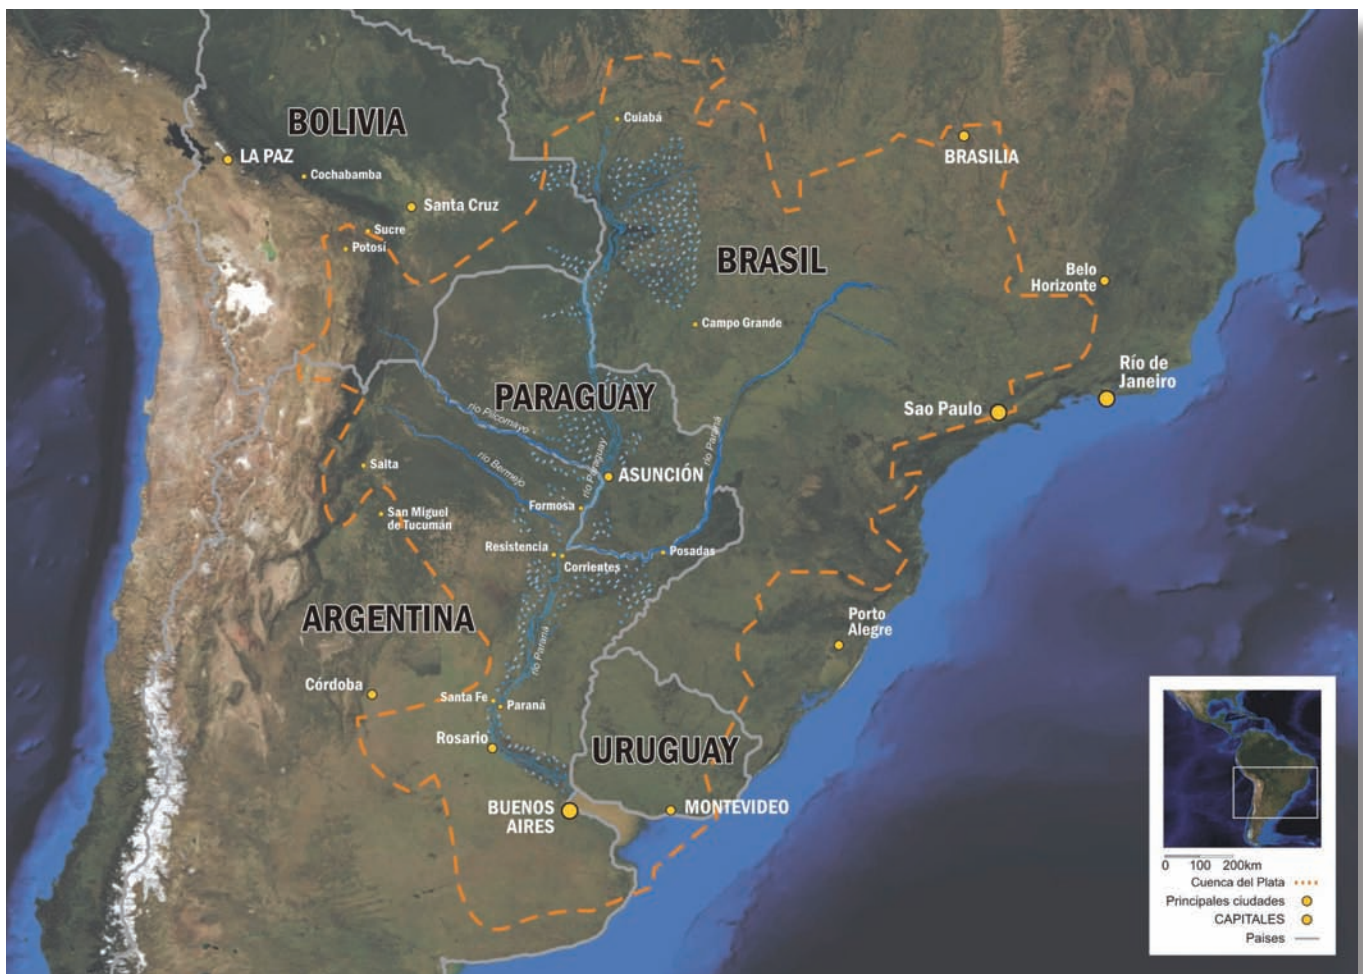 Cuiabá
BOLIVIA
BRASILIA
LA PAZ
Cochabamba
Santa Cruz
Sucre
Potosí
BRASIL
Belo
Horizonte
Campo Grande
Río de
Janeiro
PARAGUAY
Sao Paulo
río Pilcomayo
río Paraná
río Paraguay
río Bermejo
Salta
ASUNCIÓN
Formosa
San Miguel
de Tucumán
Resistencia
Posadas
Corrientes
ARGENTINA
Porto
Alegre
río Paraná
Córdoba
Santa Fe
Paraná
Rosario
URUGUAY
BUENOS
AIRES
MONTEVIDEO
0 100 200km
Cuenca del Plata
Principales ciudades
CAPITALES
Paises